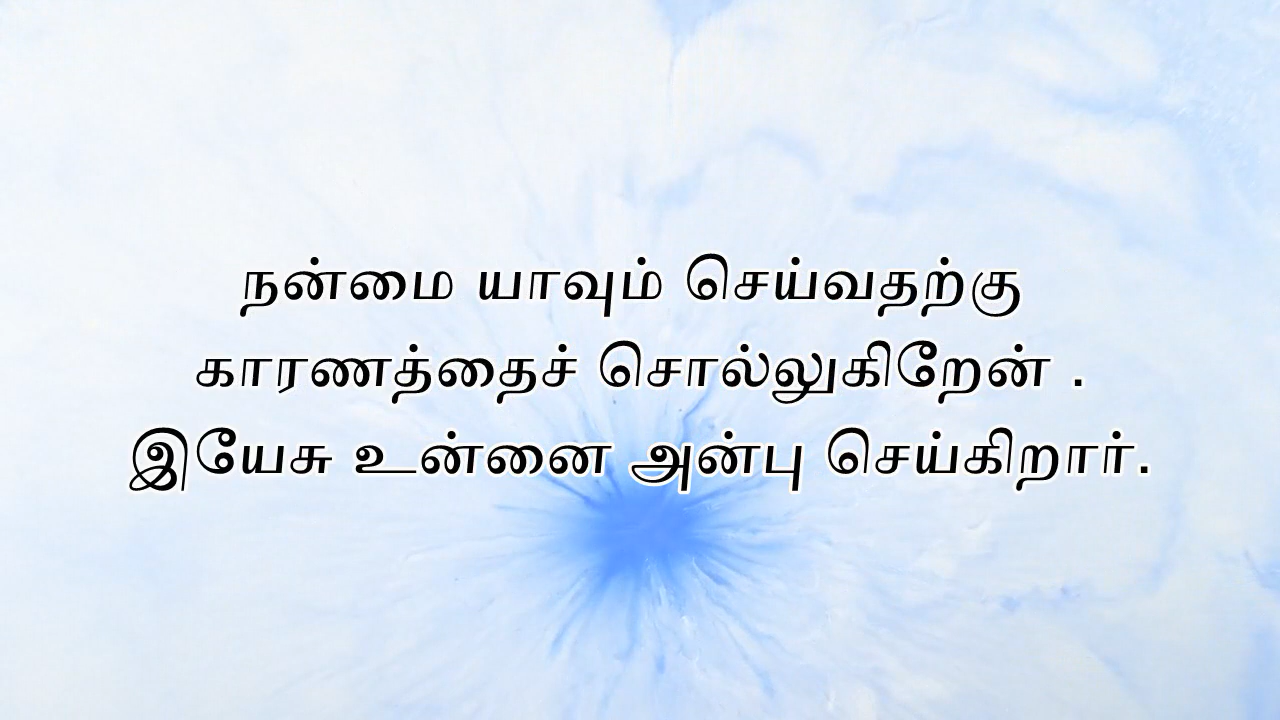 நன்மை யாவும் செய்வதற்கு
காரணத்தைச் சொல்லுகிறேன் .
இயேசு உன்னை அன்பு செய்கிறார்.